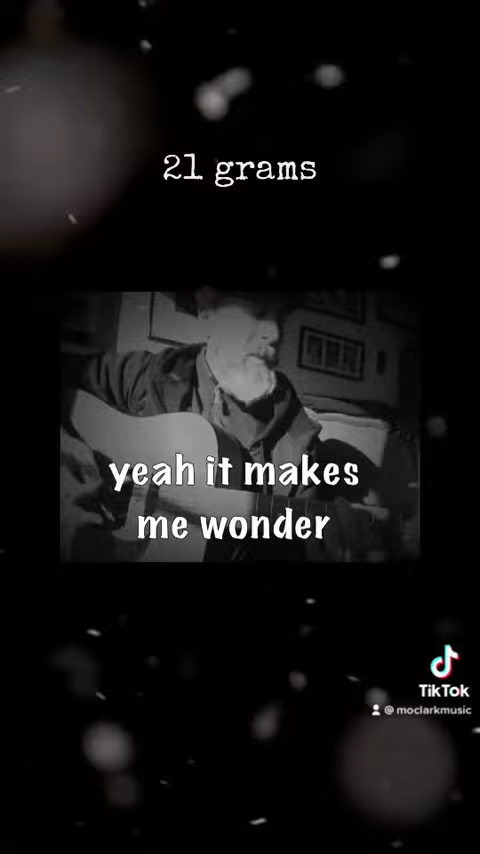 21 grams
yeah it makes
me wonder
TikTok
@ moclarkmusic